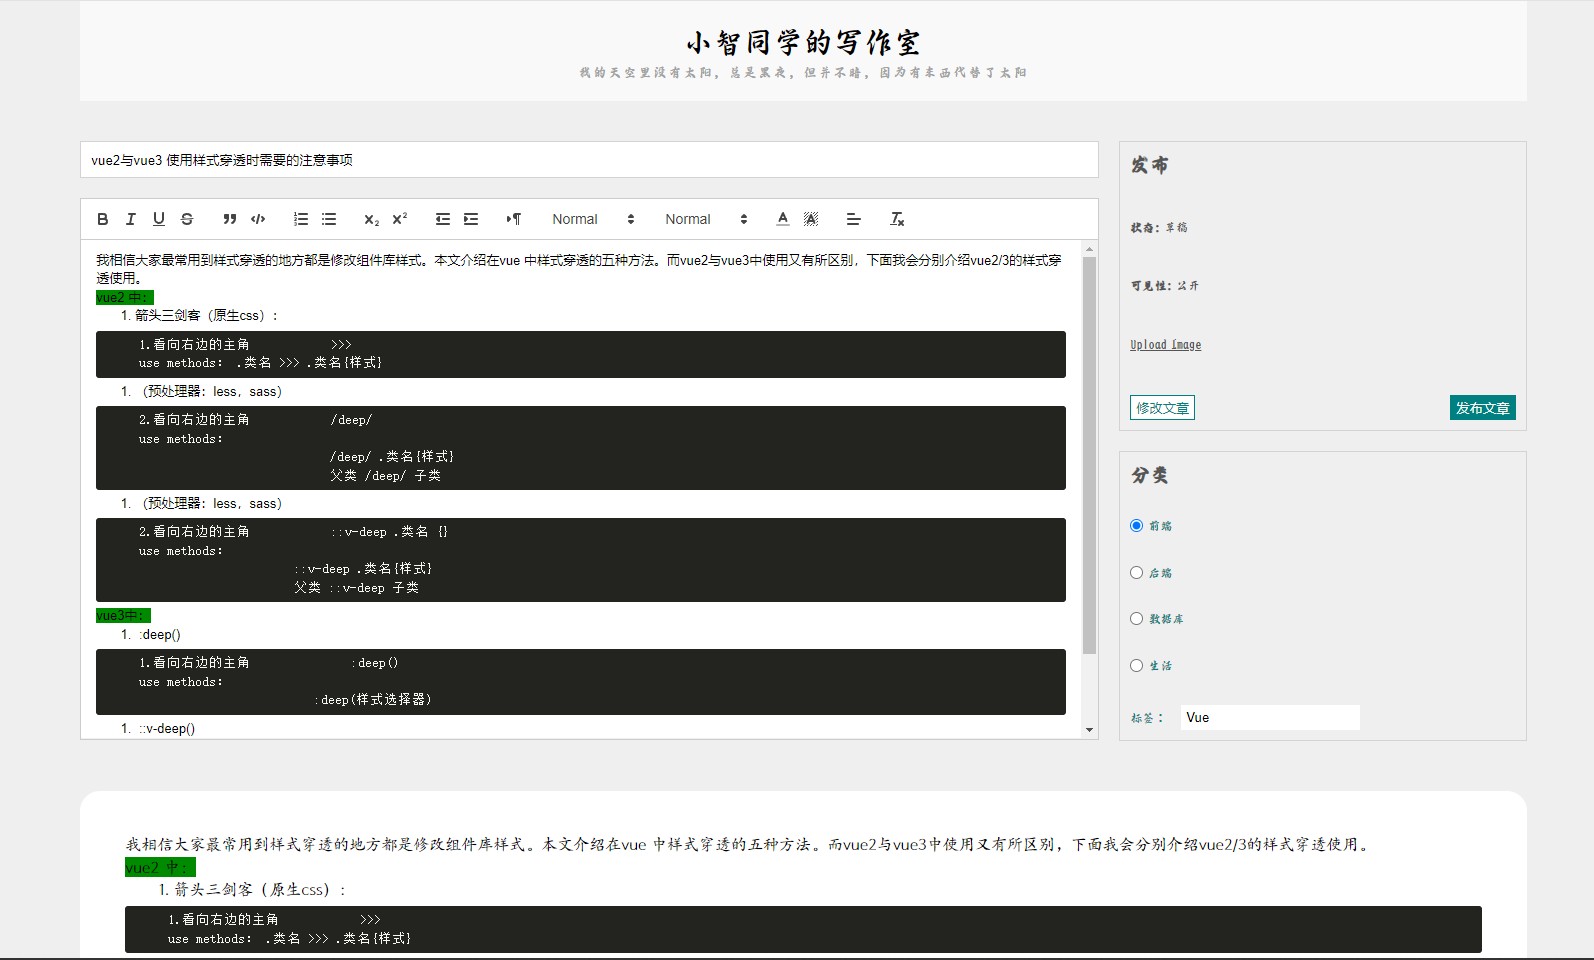 小智同学的写作室
我的天空里没有太阳，总是黑夜，但并不暗，因为有东西代替了太阳
vue2与vue3 使用样式穿透时需要的注意事项
Normal Normal
我相信大家最常用到样式穿透的地方都是修改组件库样式。本文介绍在vue 中样式穿透的五种方法。而vue2与vue3中使用又有所区别，下面我会分别介绍vue2/3的样式穿
透使用。
vue2 中：
1. 箭头三剑客（原生css）：
1.看向右边的主角 >>>
use methods: .类名 >>> .类名{样式}
1. （预处理器：less，sass）
2.看向右边的主角 /deep/
use methods:
/deep/ .类名{样式}
父类 /deep/ 子类
1. （预处理器：less，sass）
2.看向右边的主角 ::v-deep .类名 {}
use methods:
::v-deep .类名{样式}
父类 ::v-deep 子类
vue3中：
1. :deep()
1.看向右边的主角 :deep()
use methods:
:deep(样式选择器)
1. ::v-deep()
发布
状态：草稿
可见性：公开
Upload Image
修改文章 发布文章
分类
前端
后端
数据库
生活
标签： Vue
我相信大家最常用到样式穿透的地方都是修改组件库样式。本文介绍在vue 中样式穿透的五种方法。而vue2与vue3中使用又有所区别，下面我会分别介绍vue2/3的样式穿透使用。
vue2 中：
1. 箭头三剑客（原生css）：
1.看向右边的主角 >>>
use methods: .类名 >>> .类名{样式}